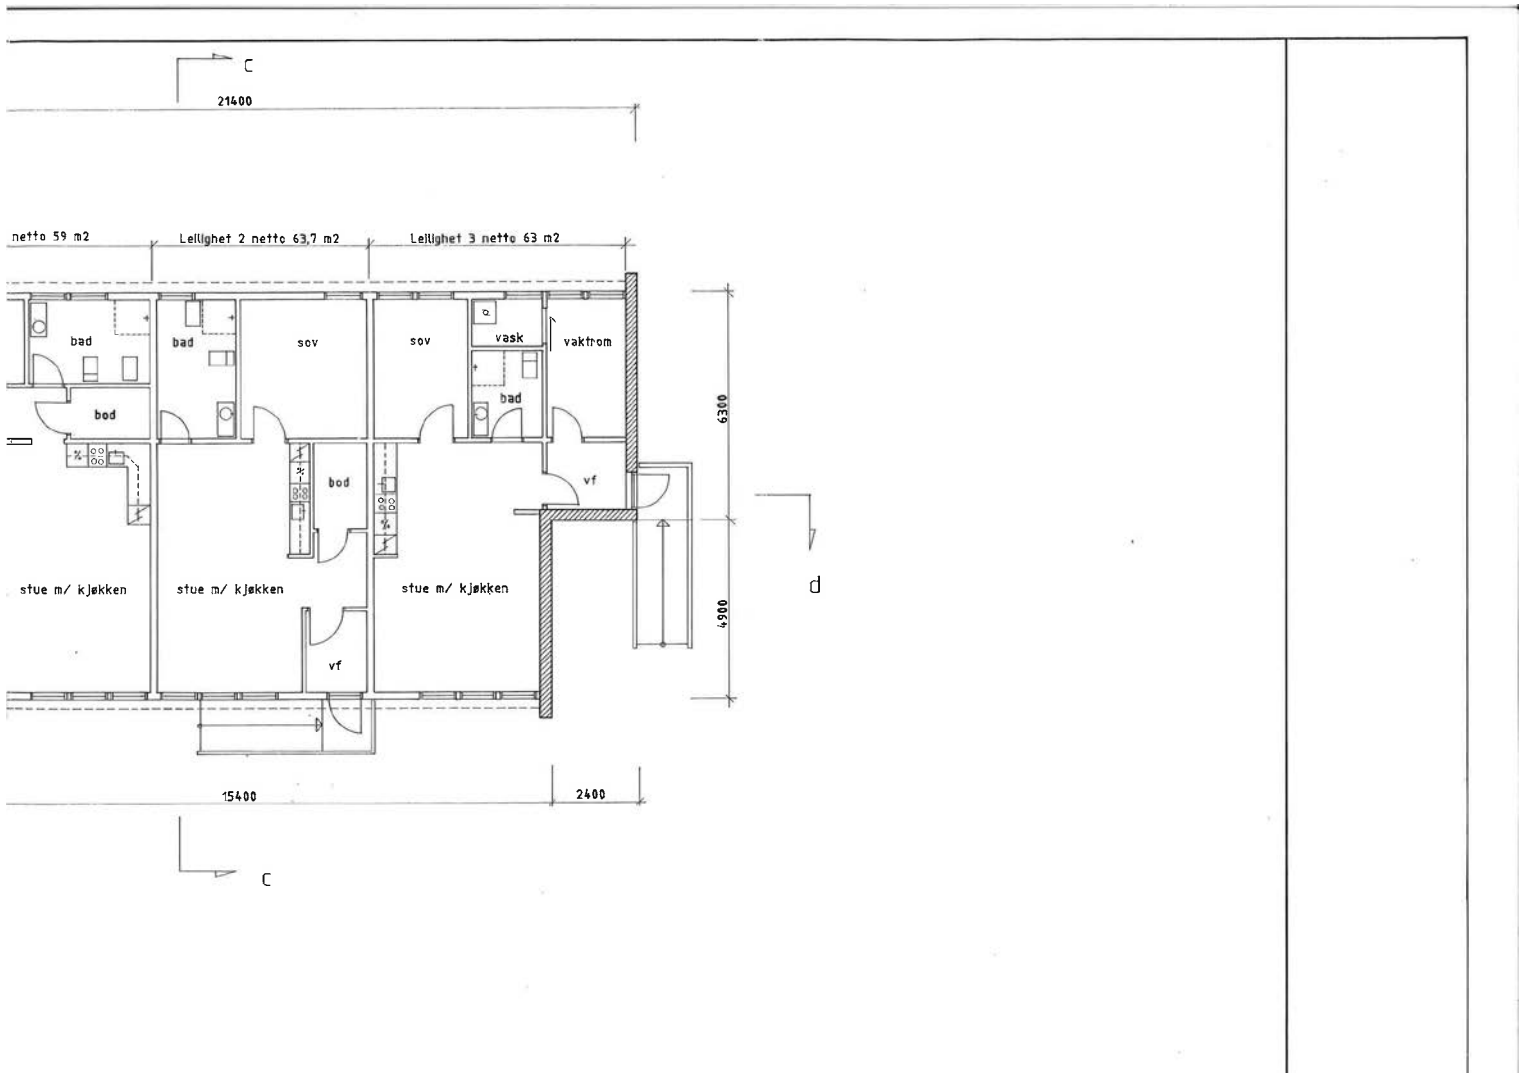 c
21400
netto 59 m2
Leilighet 2 netto 63,7 m2
Leilighet 3 netto 63 m2
bad
bad
sov
sov
vask
vaktrom
bad
bod
6300
bod
vf
d
stue m/ kjøkken
stue m/ kjøkken
stue m/ kjøkken
4900
vf
15400
2400
c